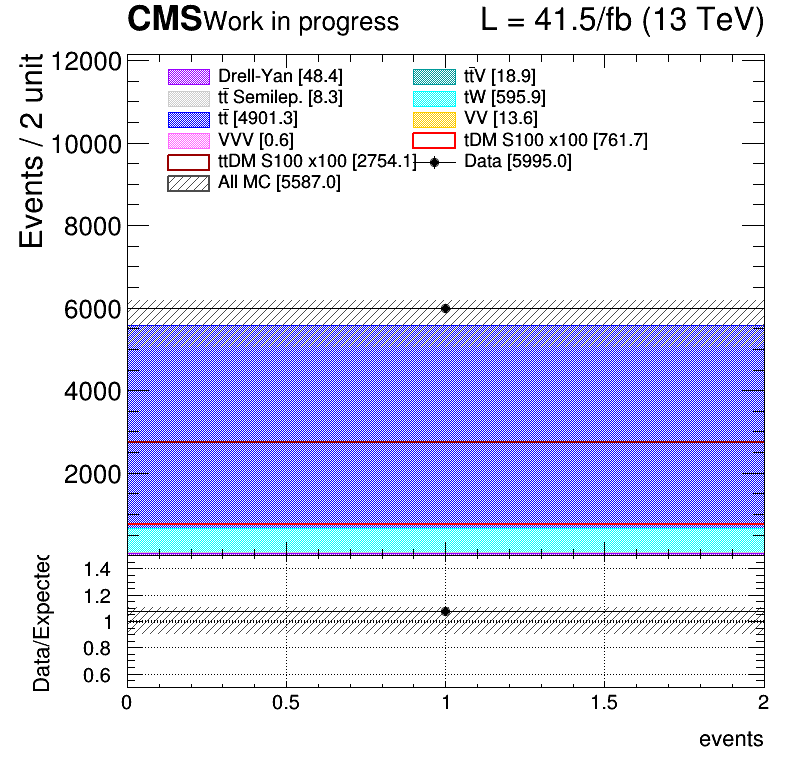 CMS Work in progress L = 41.5/fb (13 TeV)
Events / 2 unit
12000
10000
8000
6000
4000
2000
Drell-Yan [48.4]
tt̄ Semilep. [8.3]
tt̄ [4901.3]
VVV [0.6]
ttDM S100 x100 [2754.1]
All MC [5587.0]
tt̄V [18.9]
tW [595.9]
VV [13.6]
tDM S100 x100 [761.7]
Data [5995.0]
Data/Expected
1.4
1.2
1
0.8
0.6
0 0.5 1 1.5 2
events